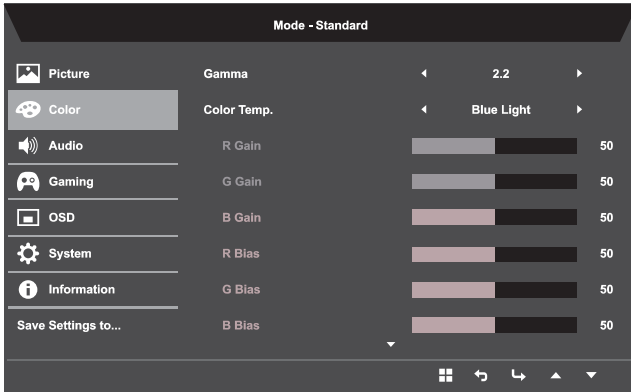 Mode - Standard
Picture
Gamma 2.2
Color
Color Temp. Blue Light
Audio
R Gain 50
Gaming
G Gain 50
OSD
B Gain 50
System
R Bias 50
Information
G Bias 50
Save Settings to...
B Bias 50